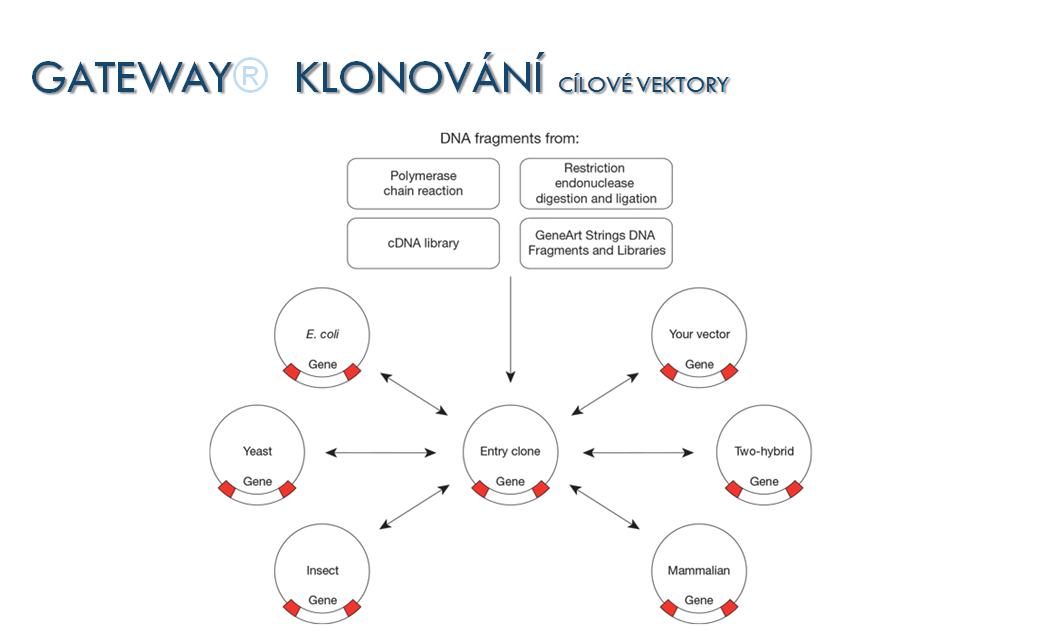 GATEWAY® KLONOVÁNÍ CÍLOVÉ VEKTORY
DNA fragments from:
Polymerase
chain reaction
Restriction
endonuclease
digestion and ligation
cDNA library
GeneArt Strings DNA
Fragments and Libraries
E. coli
Gene
Your vector
Gene
Yeast
Gene
Entry clone
Gene
Two-hybrid
Gene
Insect
Gene
Mammalian
Gene